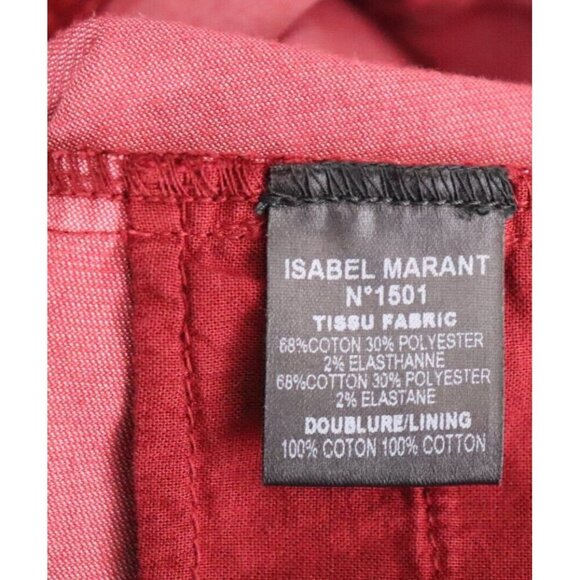 ISABEL MARANT
N°1501
TISSU FABRIC
68%COTON 30% POLYESTER
2% ELASTHANNE
68%COTTON 30% POLYESTER
2% ELASTANE
DOUBLURE/LINING
100% COTON 100% COTTON